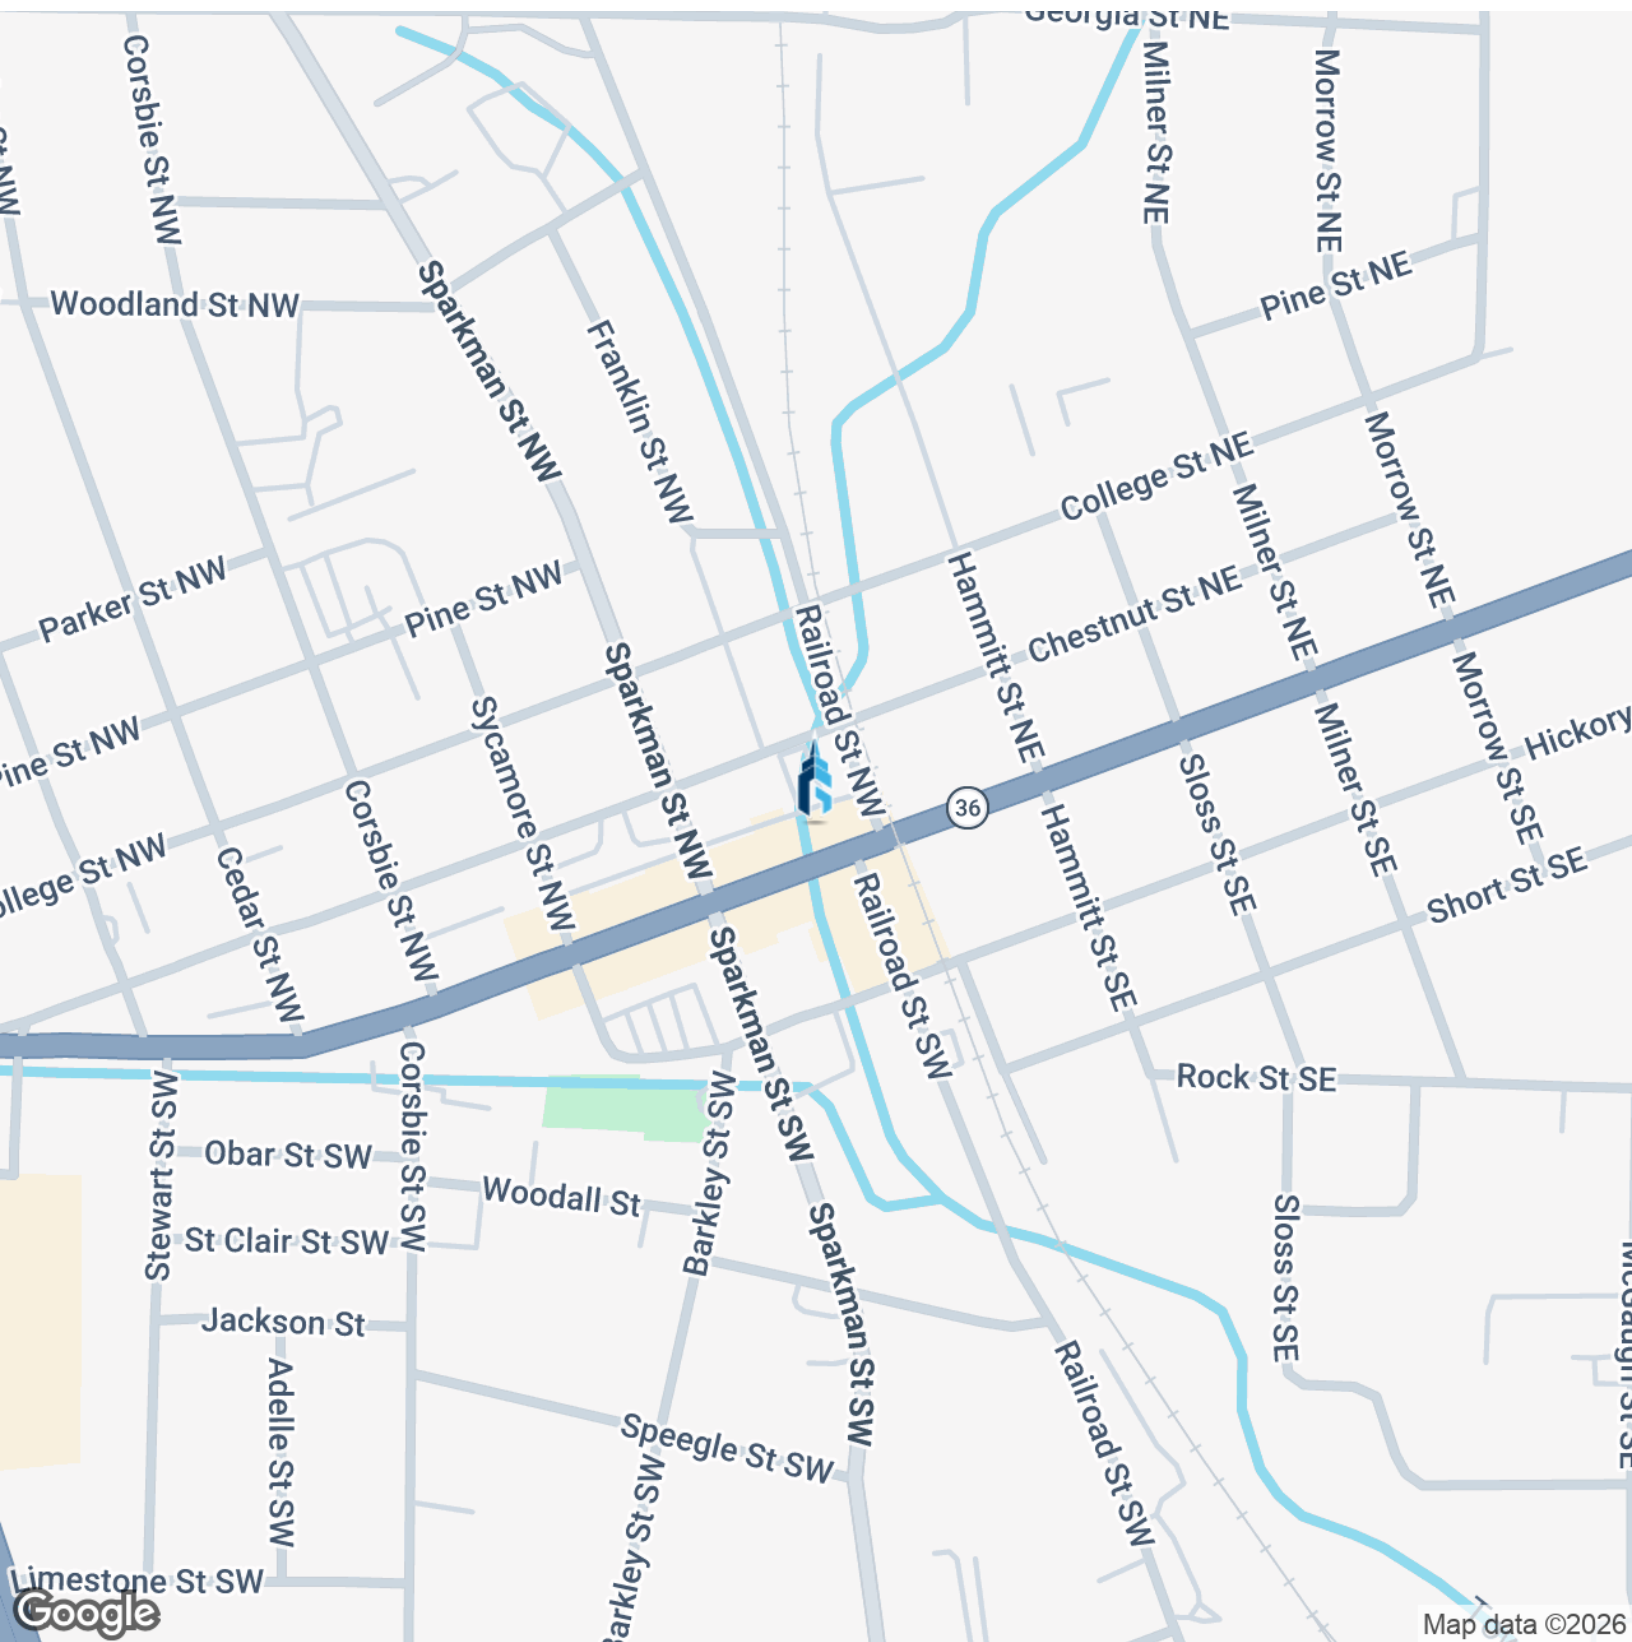 Georgia St NE
Corsbie St NW
Milner St NE
Morrow St NE
St NW
Woodland St NW
Sparkman St NW
Pine St NE
Franklin St NW
College St NE
Morrow St NE
Milner St NE
Parker St NW
Pine St NW
Hammitt St NE
Chestnut St NE
Railroad St NW
Sparkman St NW
Sycamore St NW
Pine St NW
Morrow St SE
Milner St SE
Hickory
Sloss St SE
Corsbie St NW
36
Hammitt St SE
College St NW
Cedar St NW
Short St SE
Railroad St SW
Sparkman St SW
Rock St SE
Corsbie St SW
Stewart St SW
Barkley St SW
Obar St SW
Woodall St
St Clair St SW
Sparkman St SW
Sloss St SE
McGaugh St SE
Jackson St
Adelle St SW
Railroad St SW
Speegle St SW
Barkley St SW
Limestone St SW
Google
Map data ©2026